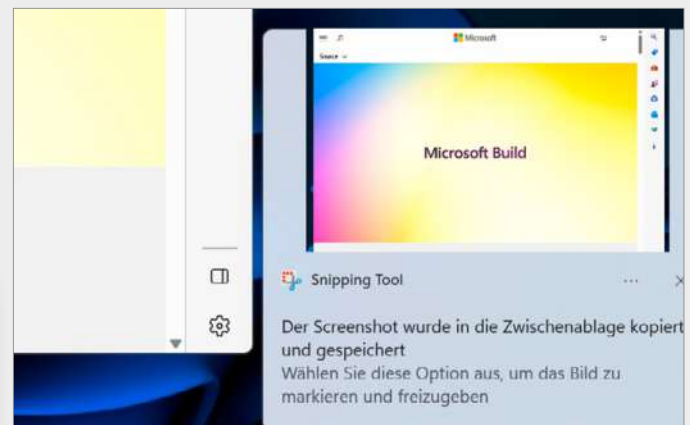 Microsoft
Source
Microsoft Build
Snipping Tool
Der Screenshot wurde in die Zwischenablage kopiert
und gespeichert
Wählen Sie diese Option aus, um das Bild zu
markieren und freizugeben